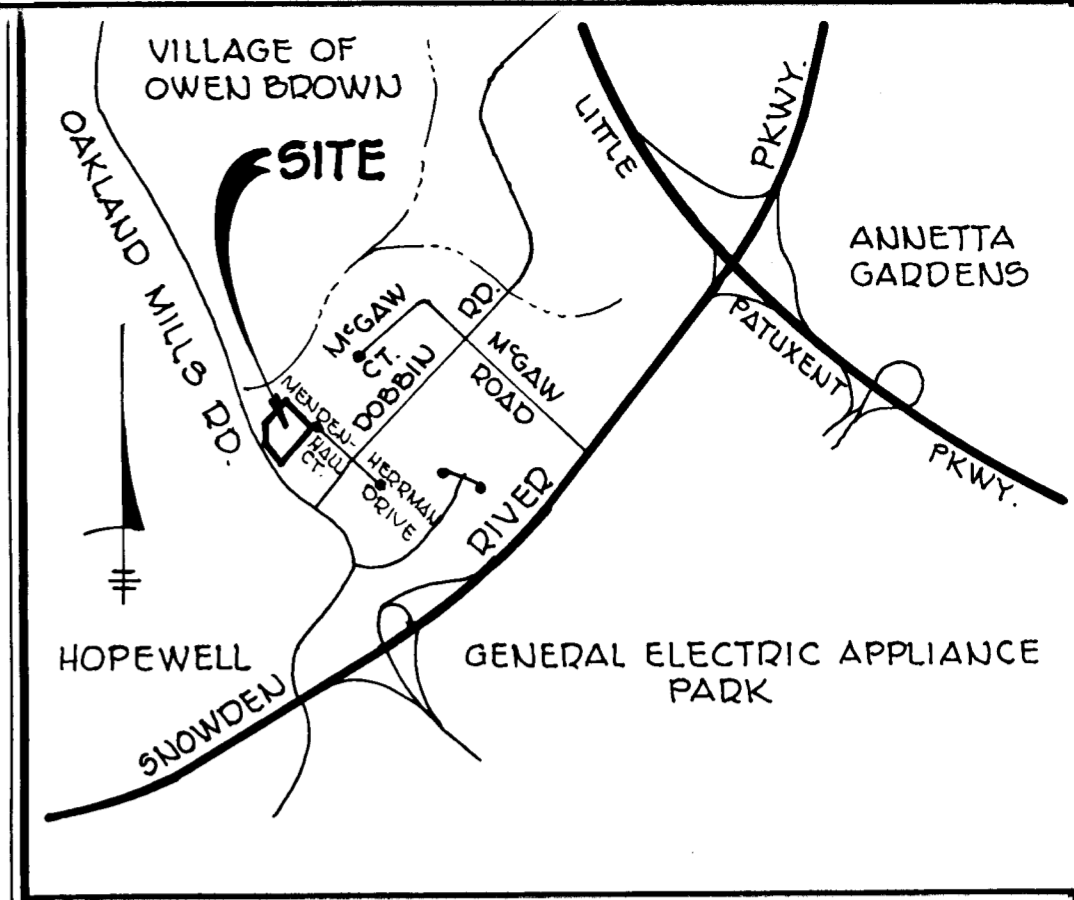 VILLAGE OF
OWEN BROWN
SITE
OAKLAND MILLS RD.
LITTLE
PATUXENT
PKWY.
SNOWDEN
RIVER
PKWY.
ANNETTA
GARDENS
McGAW
CT.
DOBBIN
RD.
McGAW
ROAD
MENDEN-
HALL
CT.
HERRMAN
DRIVE
HOPEWELL
GENERAL ELECTRIC APPLIANCE
PARK